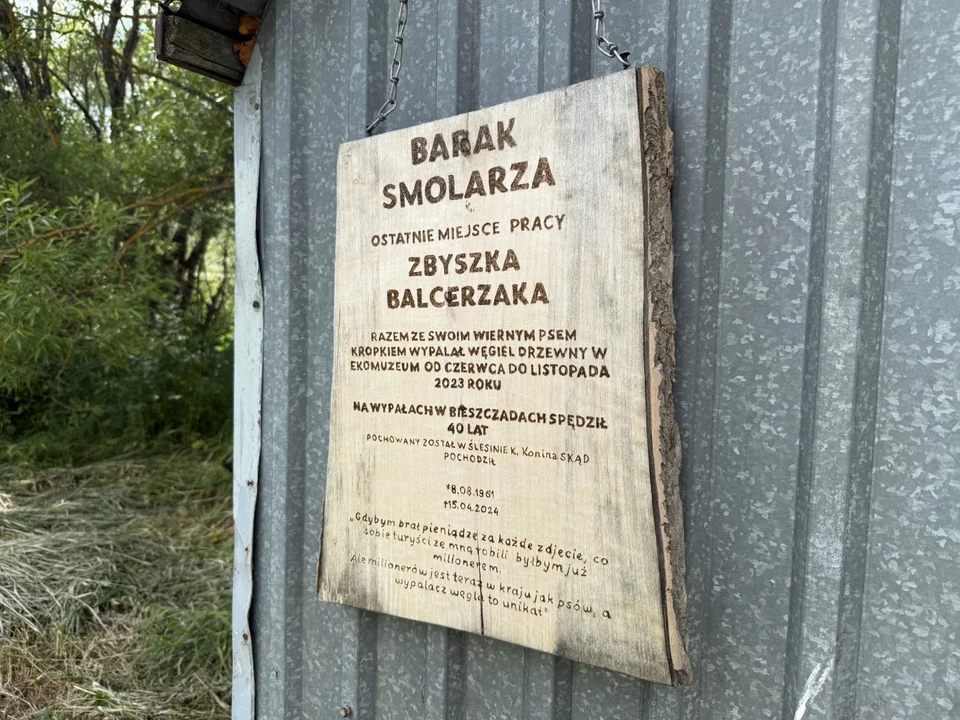 BARAK
SMOLARZA
OSTATNIE MIEJSCE PRACY
ZBYSZKA
BALCERZAKA
RAZEM ZE SWOIM WIERNYM PSEM
KROPKIEM WYPALAŁ WĘGIEL DRZEWNY W
EKOMUZEUM OD CZERWCA DO LISTOPADA
2023 ROKU
NA WYPAŁACH W BIESZCZADACH SPĘDZIŁ
40 LAT
POCHOWANY ZOSTAŁ W ŚLESINIE K. Konina SKĄD
POCHODZIŁ
*8.08.1961
†15.04.2024
„Gdybym brał pieniądze za każde zdjęcie, co
sobie turyści ze mną robili byłbym już
milionerem.
Ale milionerów jest teraz w kraju jak psów, a
wypalacz węgla to unikat"